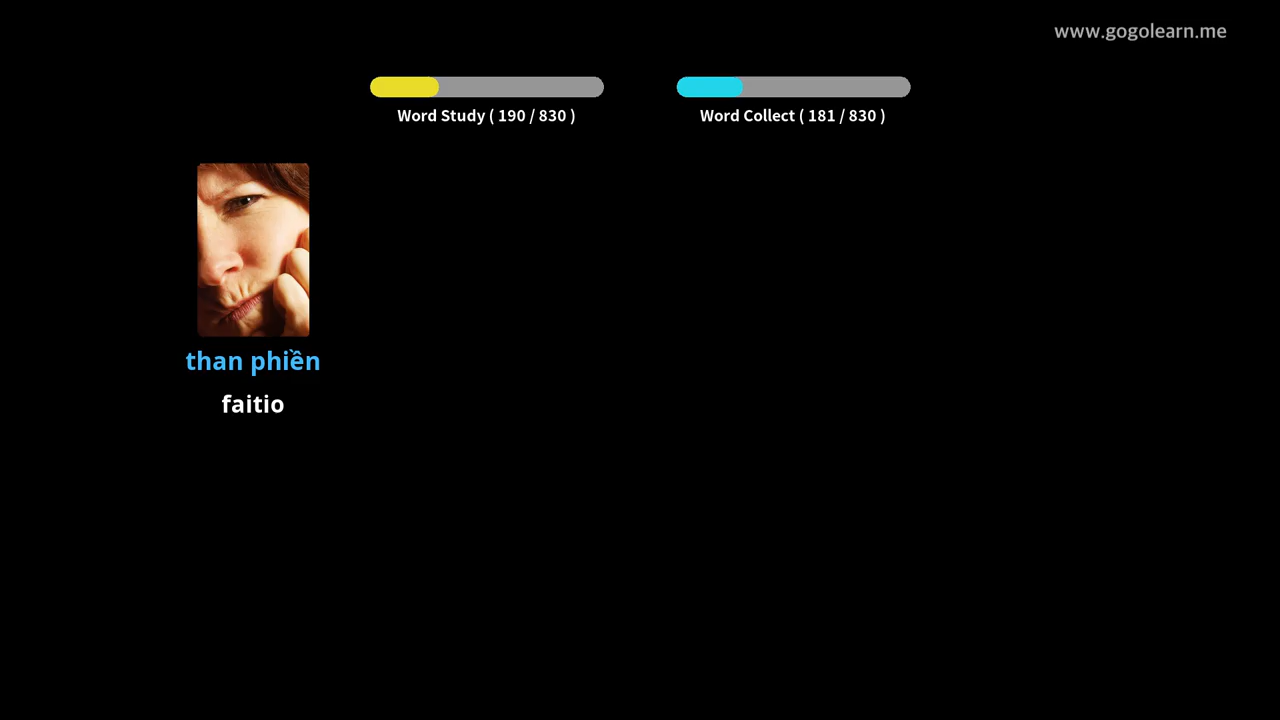 www.gogolearn.me
Word Study ( 190 / 830 )
Word Collect ( 181 / 830 )
than phiền
faitio